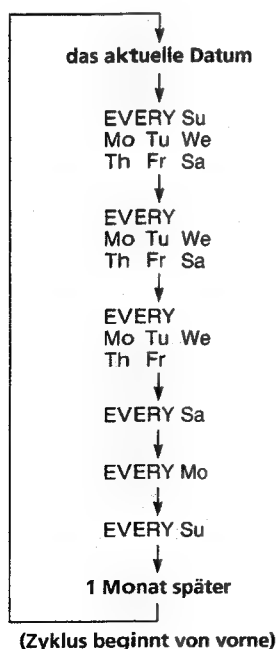 das aktuelle Datum
EVERY Su
Mo Tu We
Th Fr Sa
EVERY
Mo Tu We
Th Fr Sa
EVERY
Mo Tu We
Th Fr
EVERY Sa
EVERY Mo
EVERY Su
1 Monat später
(Zyklus beginnt von vorne)